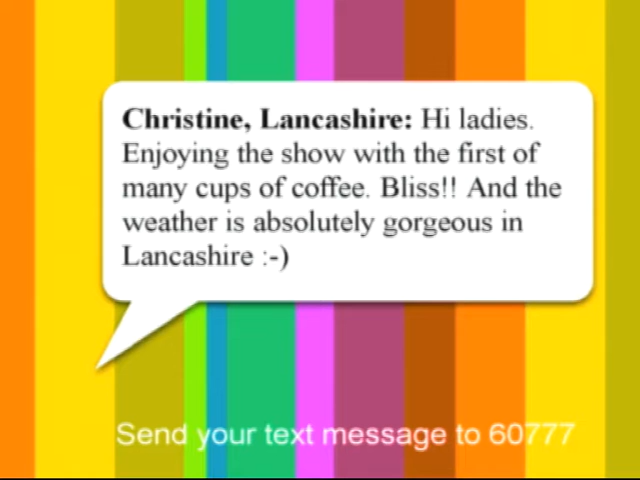 Christine, Lancashire: Hi ladies.
Enjoying the show with the first of
many cups of coffee. Bliss!! And the
weather is absolutely gorgeous in
Lancashire :-)
Send your text message to 60777